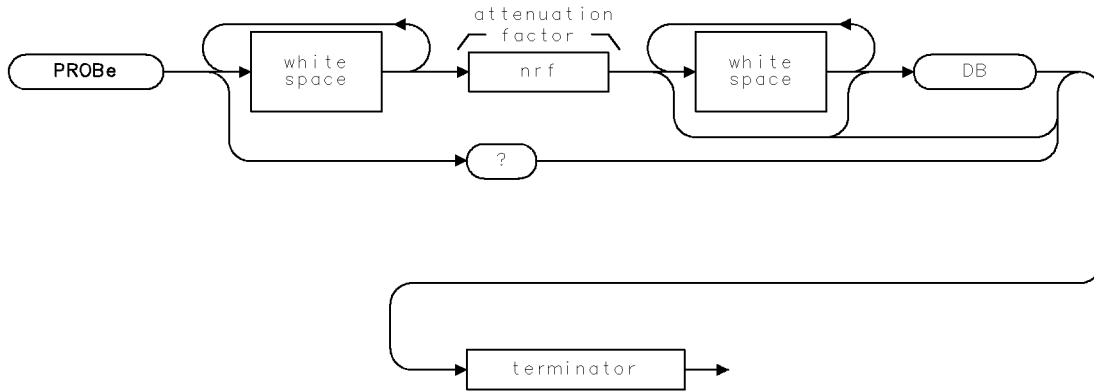 attenuation
factor
PROBe
white
space
nrf
white
space
DB
?
terminator